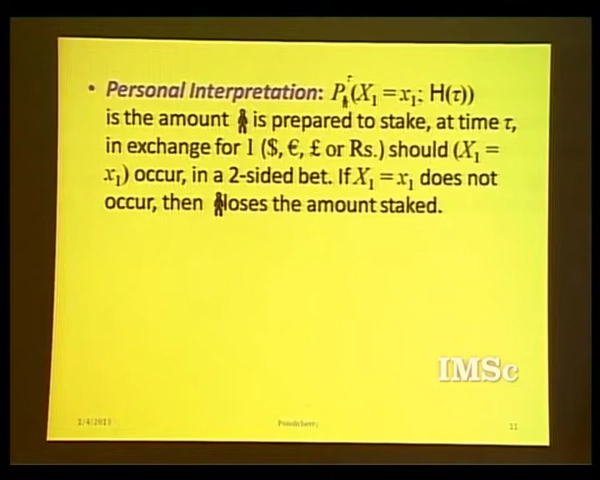 • Personal Interpretation: P^τ(X₁ = x₁; H(τ))
is the amount is prepared to stake, at time τ,
in exchange for 1 ($, €, £ or Rs.) should (X₁ =
x₁) occur, in a 2-sided bet. If X₁ = x₁ does not
occur, then loses the amount staked.
IMSc
Pondicherry
11